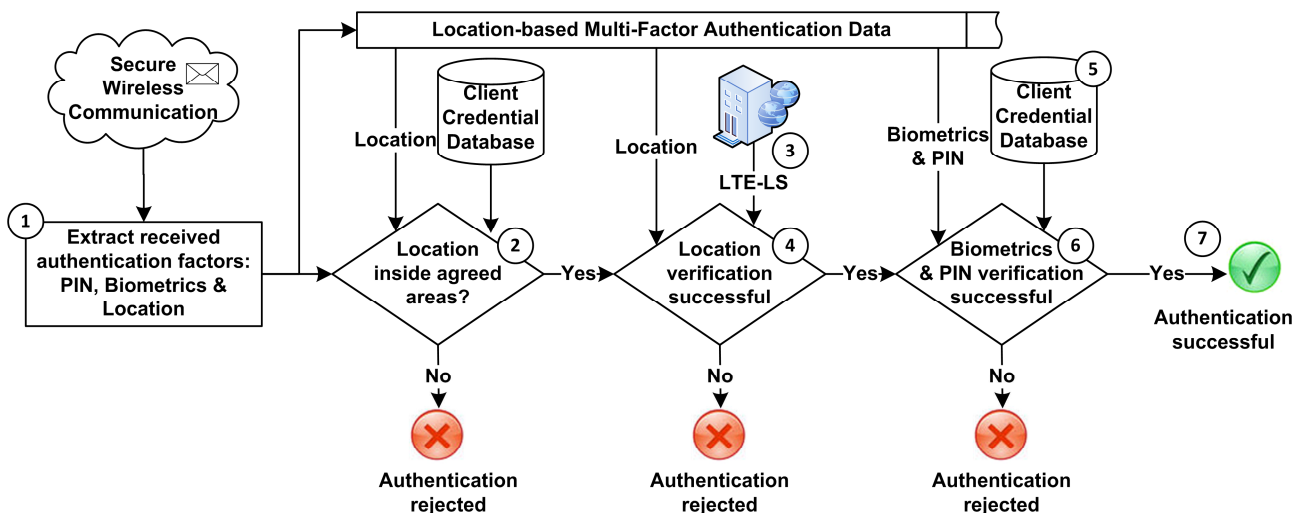 Location-based Multi-Factor Authentication Data
Secure
Wireless
Communication
1
Extract received
authentication factors:
PIN, Biometrics &
Location
Location
Client
Credential
Database
2
Location
inside agreed
areas?
Yes
No
Authentication
rejected
Location
3
LTE-LS
4
Location
verification
successful
Yes
No
Authentication
rejected
Biometrics
& PIN
5
Client
Credential
Database
6
Biometrics
& PIN verification
successful
Yes
No
Authentication
rejected
7
Authentication
successful